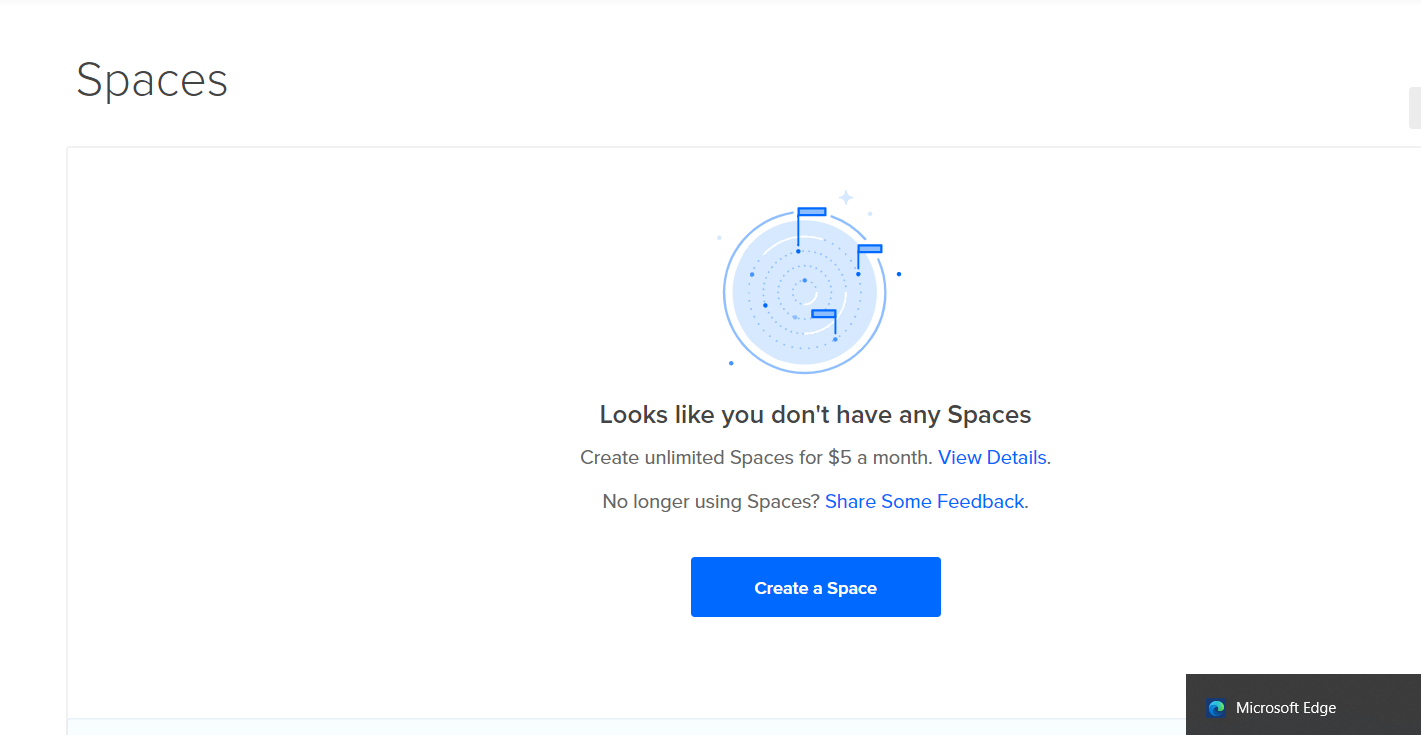 Spaces
Looks like you don't have any Spaces
Create unlimited Spaces for $5 a month. View Details.
No longer using Spaces? Share Some Feedback.
Create a Space
Microsoft Edge